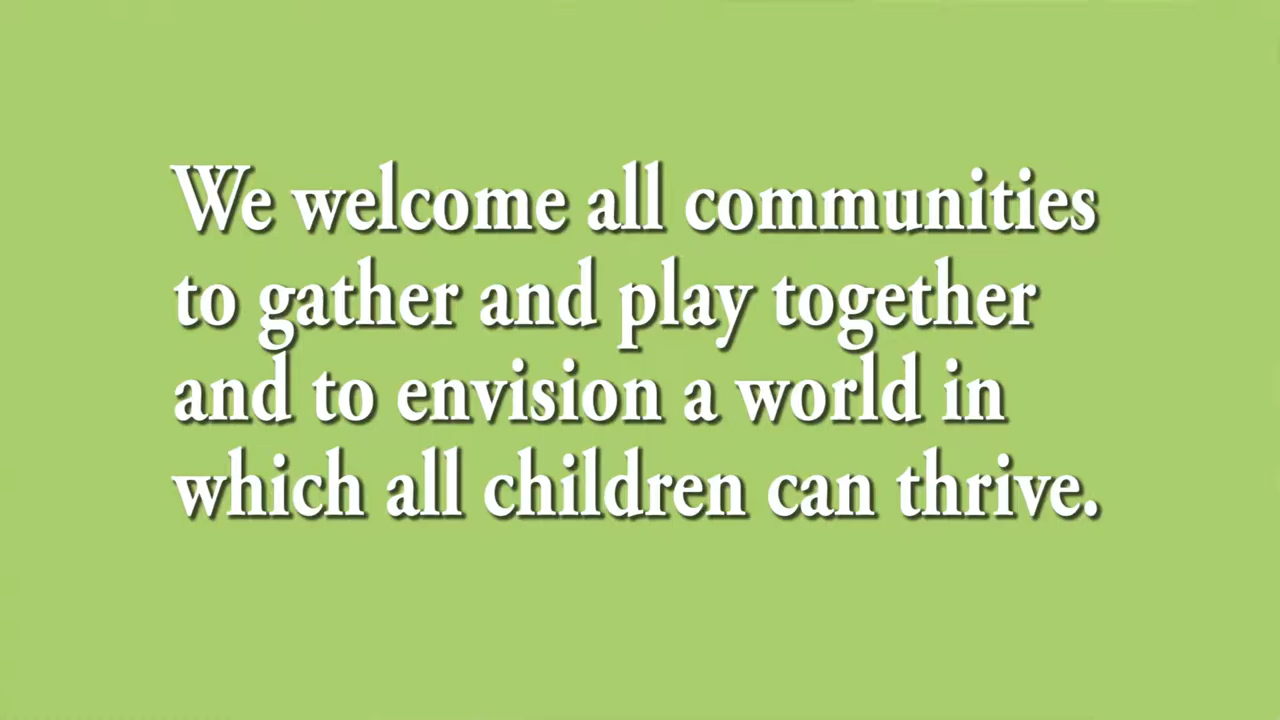 We welcome all communities
to gather and play together
and to envision a world in
which all children can thrive.